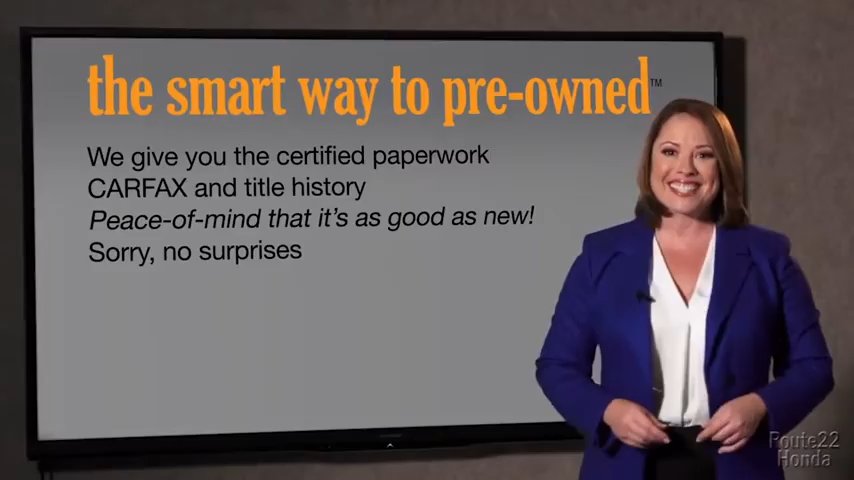 the smart way to pre-owned™
We give you the certified paperwork
CARFAX and title history
Peace-of-mind that it's as good as new!
Sorry, no surprises
Route22
Honda